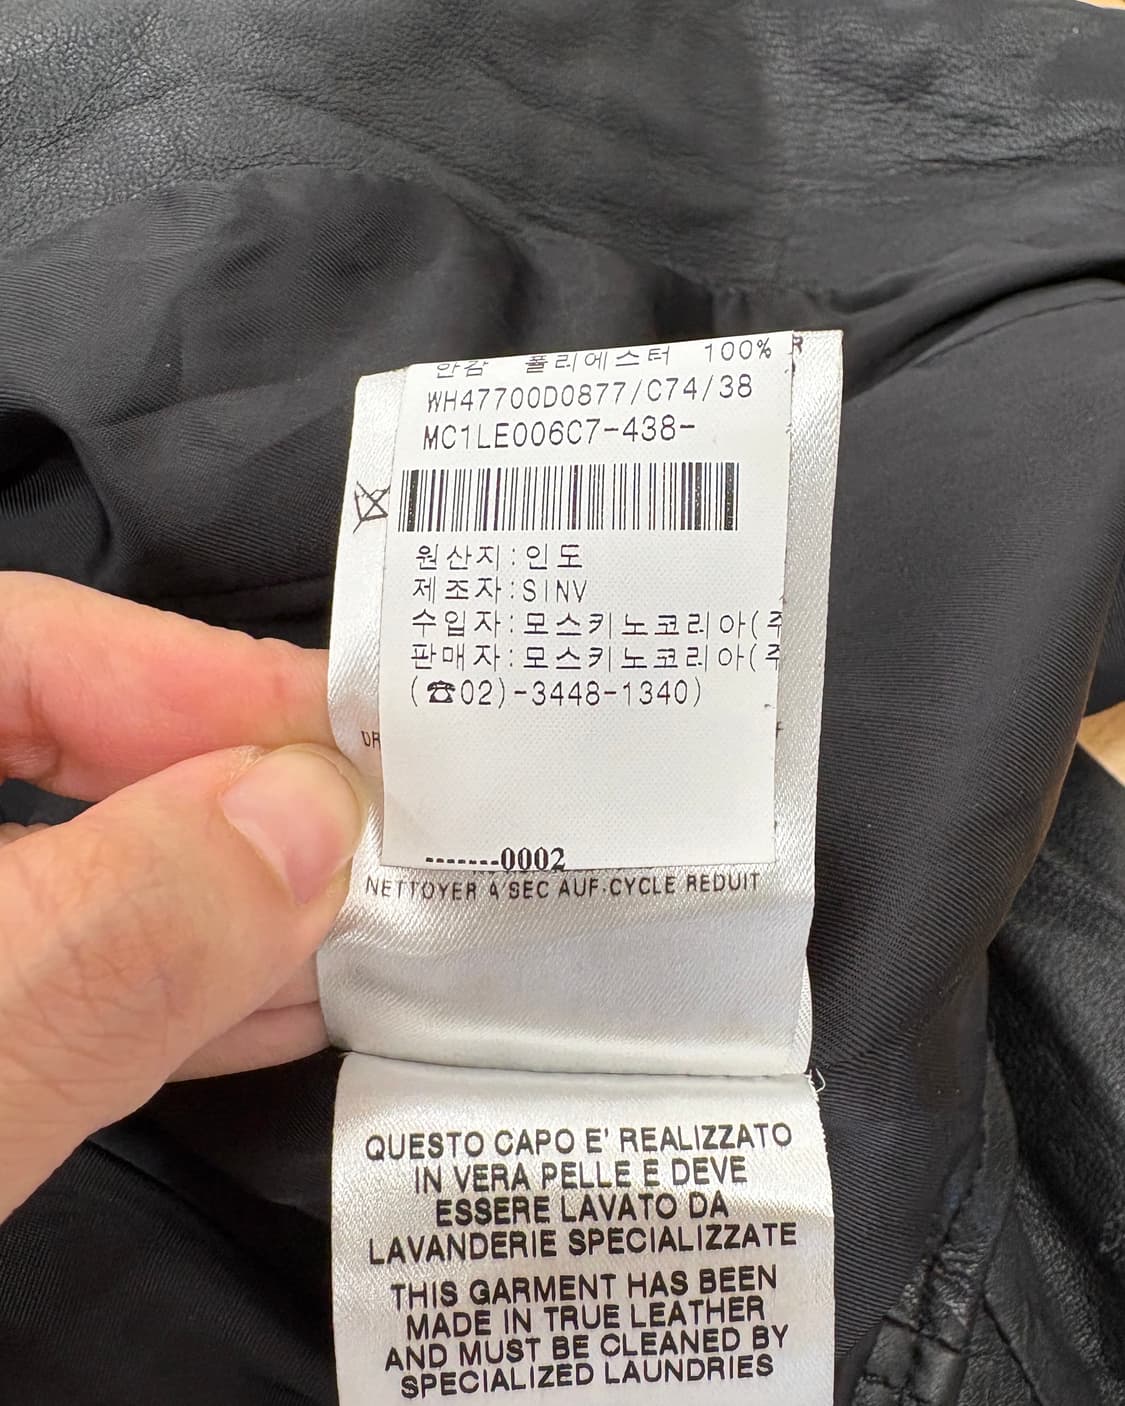 안감 폴리에스터 100%
R
WH47700D0877/C74/38
MC1LE006C7-438-
원산지:인도
제조자:SINV
수입자:모스키노코리아(주
판매자:모스키노코리아(주
(☎02)-3448-1340)
DR
-------0002
NETTOYER A SEC AUF.CYCLE REDUIT
QUESTO CAPO E' REALIZZATO
IN VERA PELLE E DEVE
ESSERE LAVATO DA
LAVANDERIE SPECIALIZZATE
THIS GARMENT HAS BEEN
MADE IN TRUE LEATHER
AND MUST BE CLEANED BY
SPECIALIZED LAUNDRIES